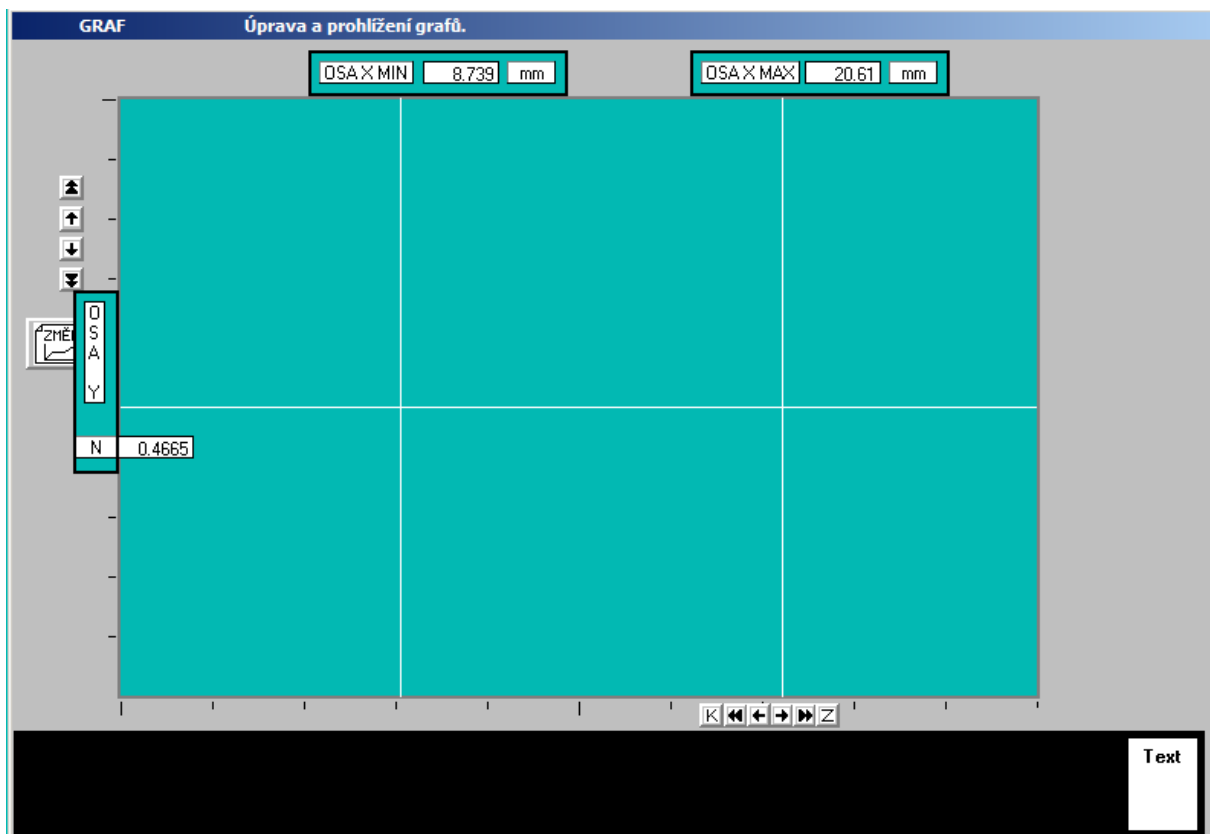 GRAF Úprava a prohlížení grafů.
OSA X MIN 8.739 mm OSA X MAX 20.61 mm
O
S
A
Y
N 0.4665
K Z
Text